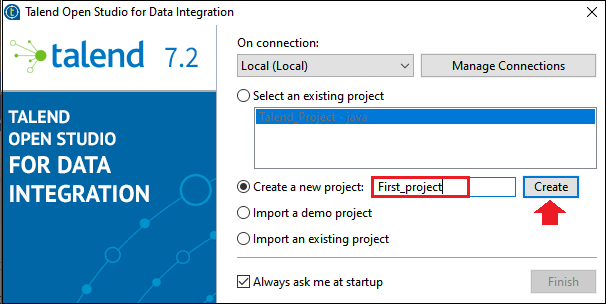 Talend Open Studio for Data Integration
talend 7.2
TALEND
OPEN STUDIO
FOR DATA
INTEGRATION
On connection:
Local (Local)
Manage Connections
Select an existing project
Talend_Project - java
Create a new project:
First_project
Create
Import a demo project
Import an existing project
Always ask me at startup
Finish